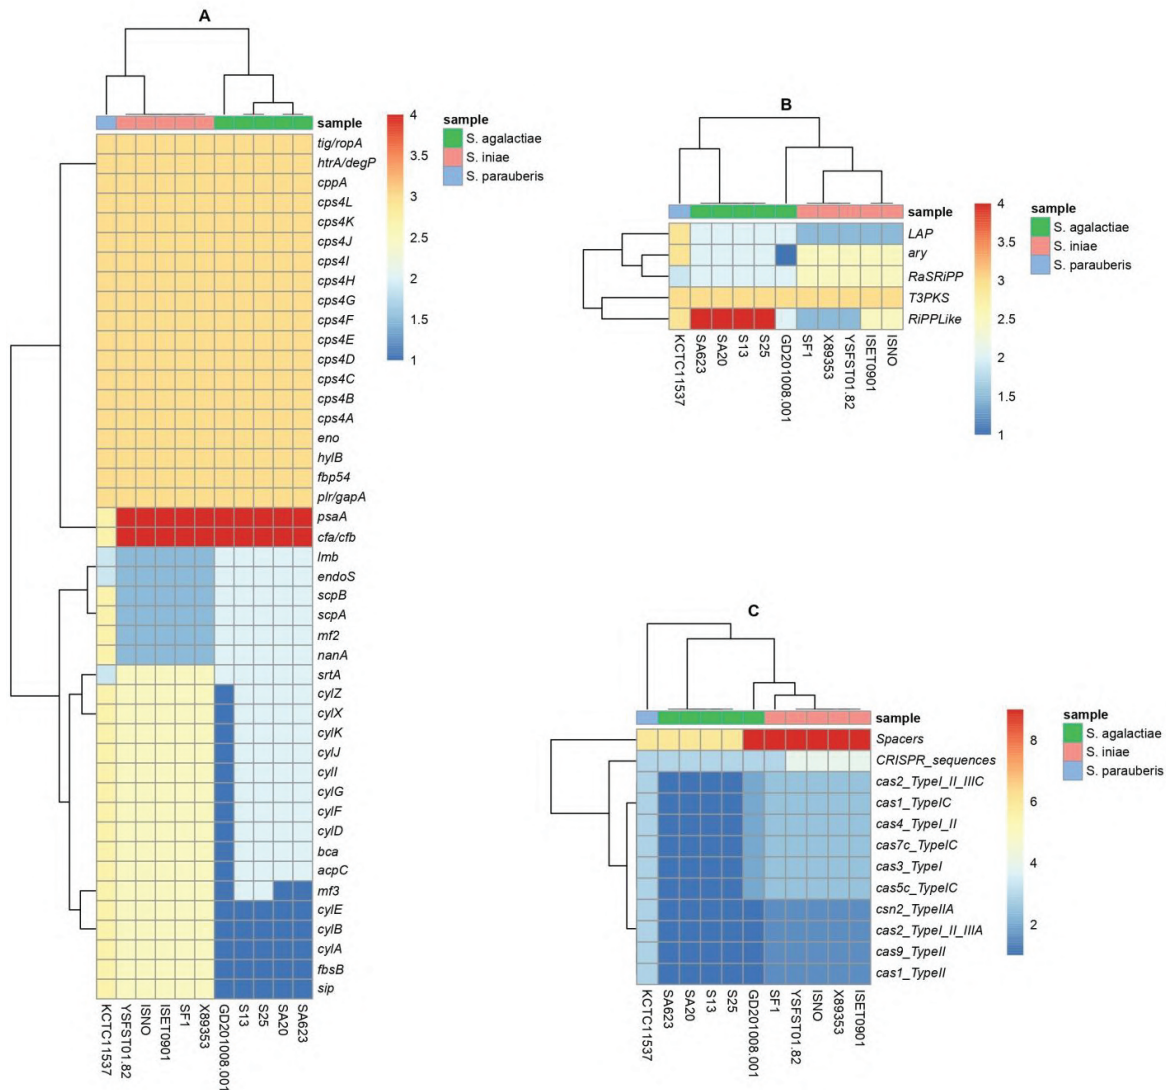 A
sample
tig/ropA
htrA/degP
cppA
cps4L
cps4K
cps4J
cps4I
cps4H
cps4G
cps4F
cps4E
cps4D
cps4C
cps4B
cps4A
eno
hylB
fbp54
plr/gapA
psaA
cfa/cfb
lmb
endoS
scpB
scpA
mf2
nanA
srtA
cylZ
cylX
cylK
cylJ
cylI
cylG
cylF
cylD
bca
acpC
mf3
cylE
cylB
cylA
fbsB
sip
KCTC11537
YSFST01.82
ISNO
ISET0901
SF1
X89353
GD201008.001
S13
S25
SA20
SA623
4
3.5
3
2.5
2
1.5
1
sample
S. agalactiae
S. iniae
S. parauberis
B
sample
LAP
ary
RaSRiPP
T3PKS
RiPPLike
KCTC11537
SA623
SA20
S13
S25
GD201008.001
SF1
X89353
YSFST01.82
ISET0901
ISNO
4
3.5
3
2.5
2
1.5
1
sample
S. agalactiae
S. iniae
S. parauberis
C
sample
Spacers
CRISPR_sequences
cas2_TypeI_II_IIIC
cas1_TypeIC
cas4_TypeI_II
cas7c_TypeIC
cas3_TypeI
cas5c_TypeIC
csn2_TypeIIA
cas2_TypeI_II_IIIA
cas9_TypeII
cas1_TypeII
KCTC11537
SA623
SA20
S13
S25
GD201008.001
SF1
YSFST01.82
ISNO
X89353
ISET0901
8
6
4
2
sample
S. agalactiae
S. iniae
S. parauberis